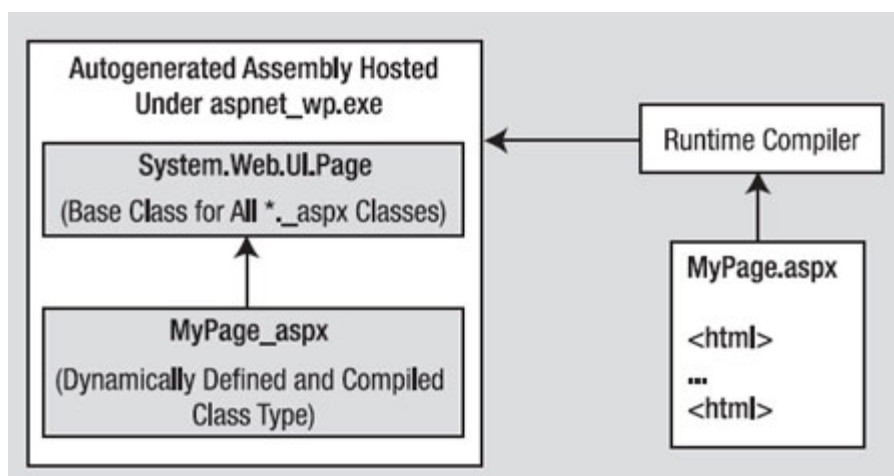 Autogenerated Assembly Hosted
Under aspnet_wp.exe
System.Web.UI.Page
(Base Class for All *._aspx Classes)
MyPage_aspx
(Dynamically Defined and Compiled
Class Type)
Runtime Compiler
MyPage.aspx
<html>
...
<html>